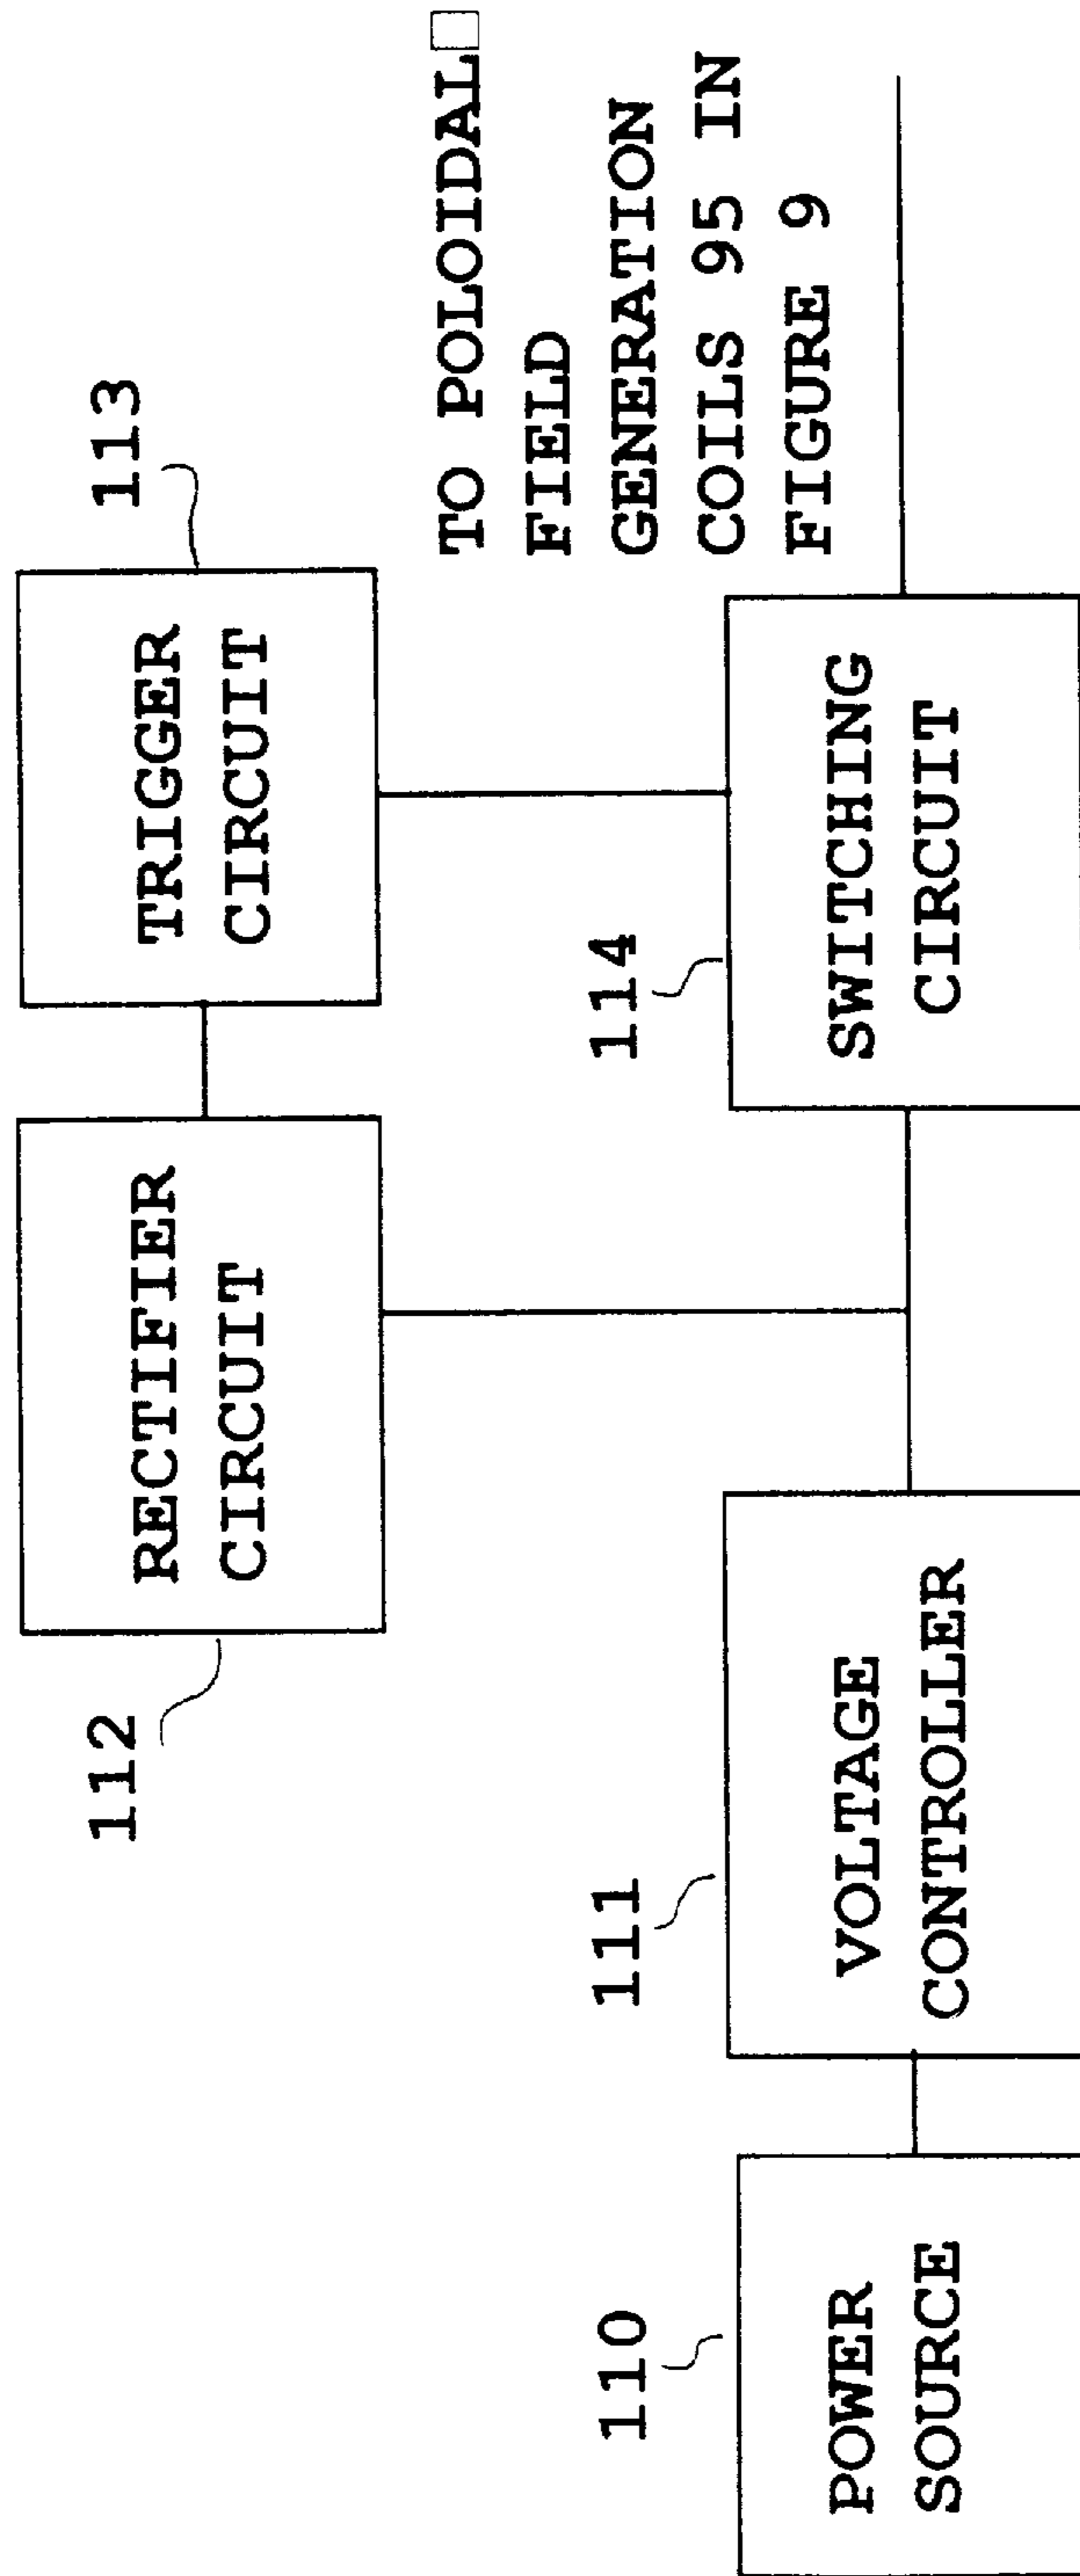 113
TO POLOIDAL□
FIELD
GENERATION
COILS 95 IN
FIGURE 9
TRIGGER
CIRCUIT
114
SWITCHING
CIRCUIT
112
RECTIFIER
CIRCUIT
111
VOLTAGE
CONTROLLER
110
POWER
SOURCE